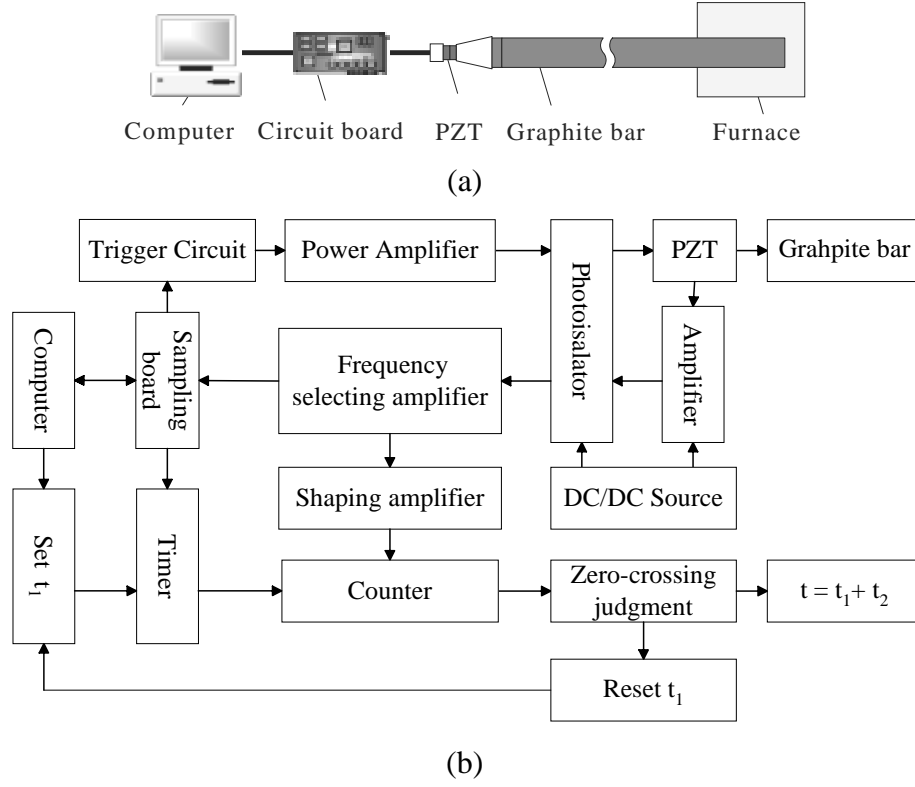 Computer Circuit board PZT Graphite bar Furnace
(a)
Trigger Circuit
Power Amplifier
Photoisalator
PZT
Grahpite bar
Computer
Sampling
board
Frequency
selecting amplifier
Amplifier
Set t₁
Timer
Shaping amplifier
DC/DC Source
Counter
Zero-crossing
judgment
t = t₁+ t₂
Reset t₁
(b)